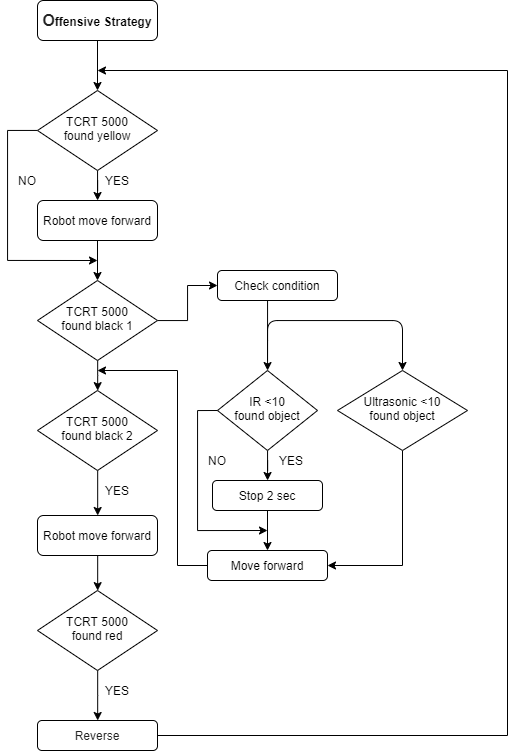 Offensive Strategy
TCRT 5000
found yellow
NO
YES
Robot move forward
TCRT 5000
found black 1
Check condition
IR <10
found object
Ultrasonic <10
found object
TCRT 5000
found black 2
NO
YES
YES
Stop 2 sec
Robot move forward
Move forward
TCRT 5000
found red
YES
Reverse